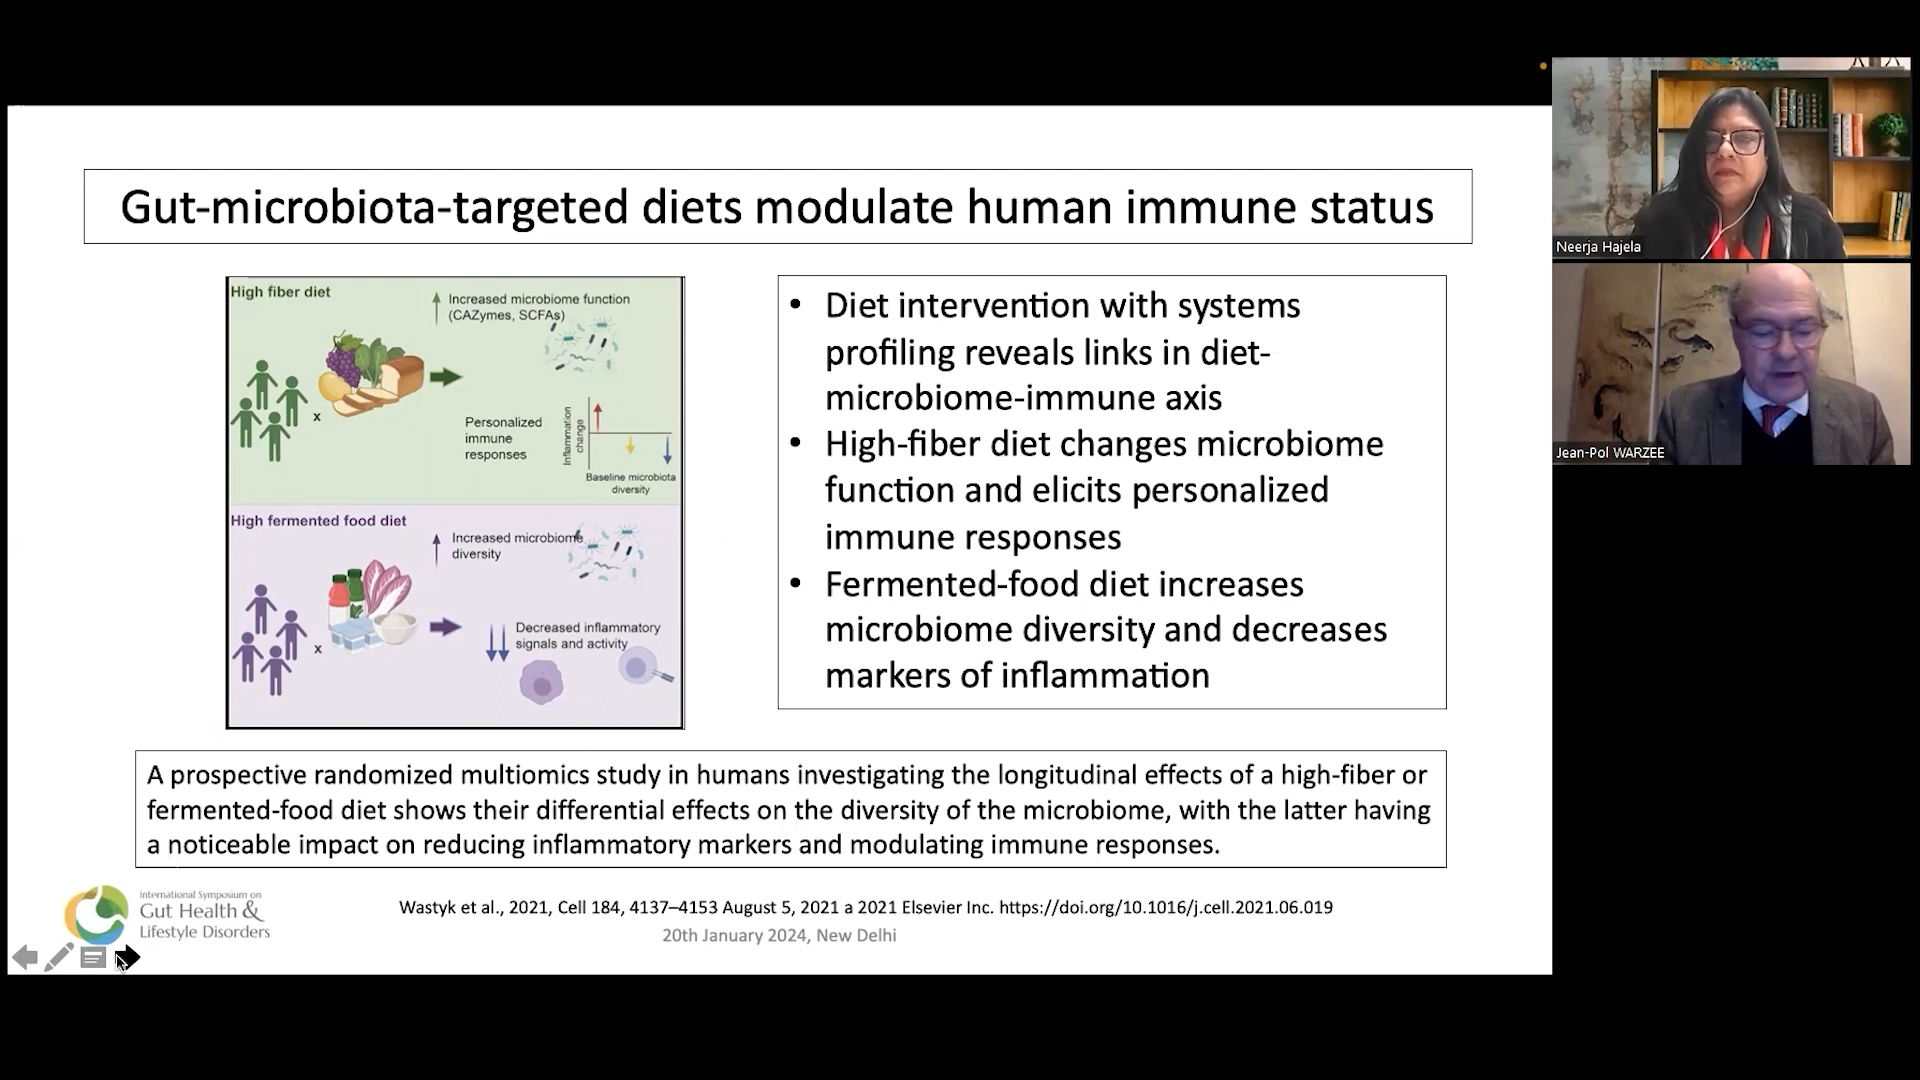 Gut-microbiota-targeted diets modulate human immune status
High fiber diet
Increased microbiome function
(CAZymes, SCFAs)
x
Personalized
immune
responses
Inflammation
change
Baseline microbiota
diversity
High fermented food diet
Increased microbiome
diversity
x
Decreased inflammatory
signals and activity
• Diet intervention with systems
profiling reveals links in diet-
microbiome-immune axis
• High-fiber diet changes microbiome
function and elicits personalized
immune responses
• Fermented-food diet increases
microbiome diversity and decreases
markers of inflammation
A prospective randomized multiomics study in humans investigating the longitudinal effects of a high-fiber or
fermented-food diet shows their differential effects on the diversity of the microbiome, with the latter having
a noticeable impact on reducing inflammatory markers and modulating immune responses.
International Symposium on
Gut Health &
Lifestyle Disorders
Wastyk et al., 2021, Cell 184, 4137–4153 August 5, 2021 a 2021 Elsevier Inc. https://doi.org/10.1016/j.cell.2021.06.019
20th January 2024, New Delhi
Neerja Hajela
Jean-Pol WARZEE